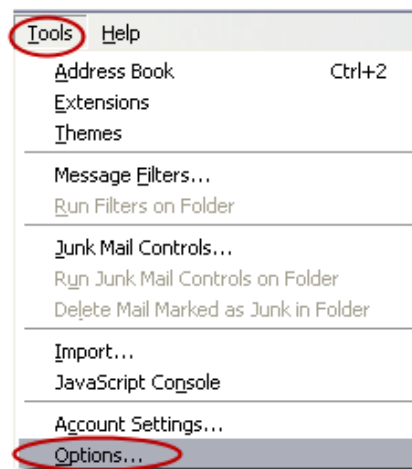 Tools Help
Address Book Ctrl+2
Extensions
Themes
Message Filters...
Run Filters on Folder
Junk Mail Controls...
Run Junk Mail Controls on Folder
Delete Mail Marked as Junk in Folder
Import...
JavaScript Console
Account Settings...
Options...